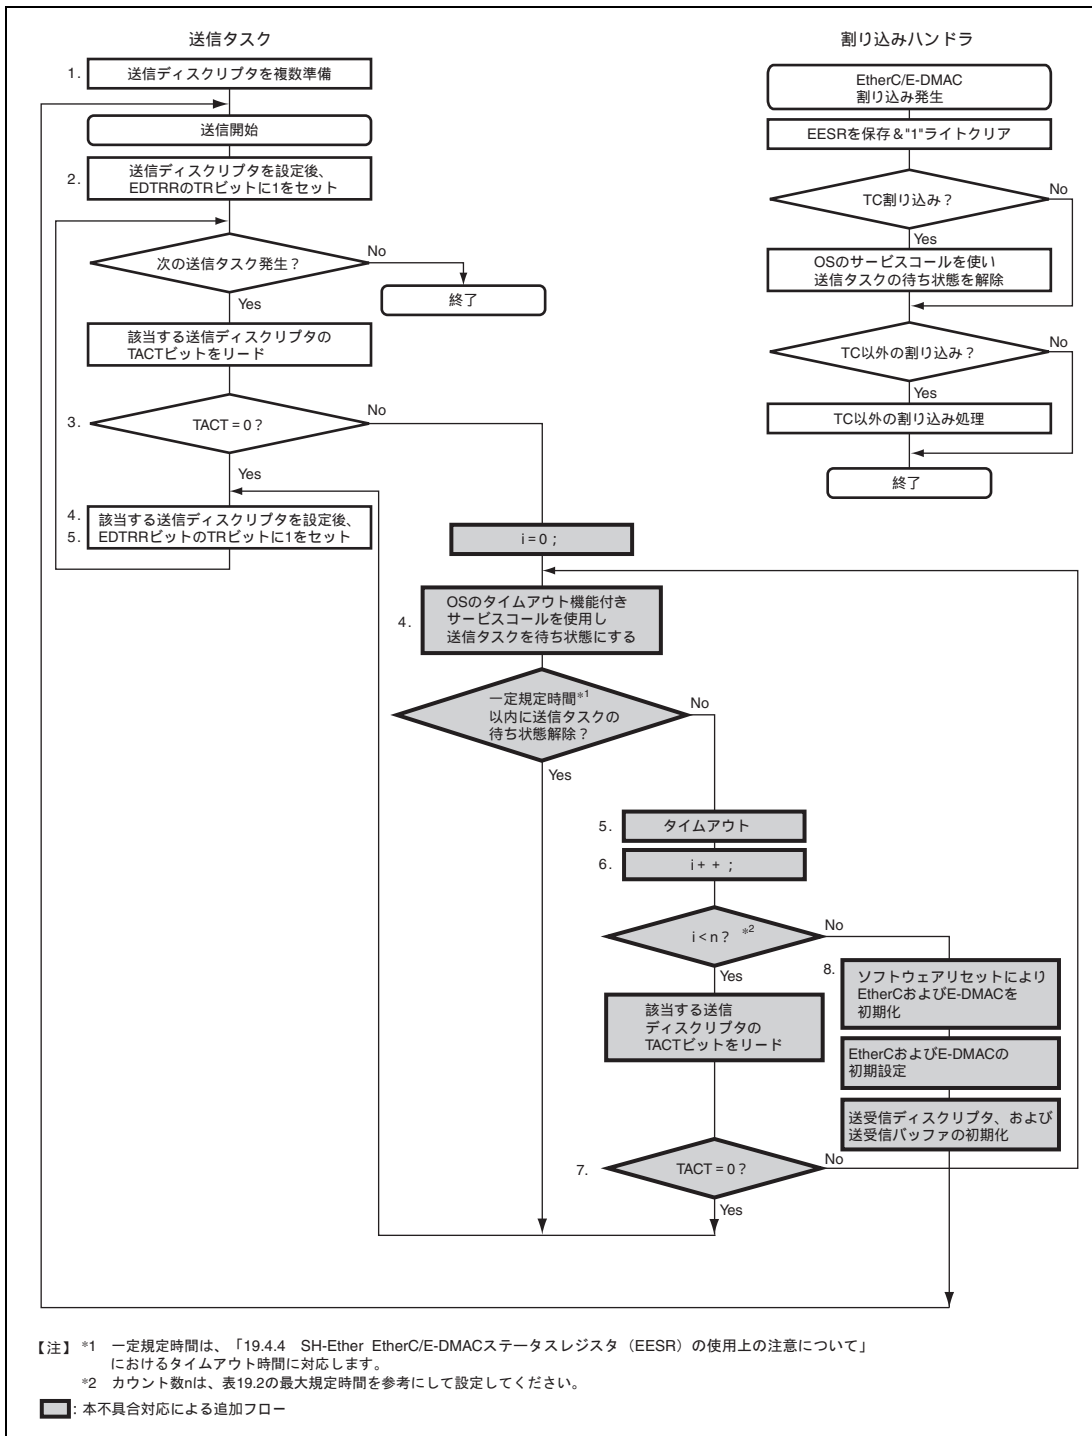 送信タスク
1.
送信ディスクリプタを複数準備
送信開始
2.
送信ディスクリプタを設定後、
EDTRRのTRビットに1をセット
次の送信タスク発生？
No
終了
Yes
該当する送信ディスクリプタの
TACTビットをリード
3.
TACT = 0？
No
Yes
4.
5.
該当する送信ディスクリプタを設定後、
EDTRRビットのTRビットに1をセット
割り込みハンドラ
EtherC/E-DMAC
割り込み発生
EESRを保存＆"1"ライトクリア
TC割り込み？
No
Yes
OSのサービスコールを使い
送信タスクの待ち状態を解除
TC以外の割り込み？
No
Yes
TC以外の割り込み処理
終了
i = 0 ;
4.
OSのタイムアウト機能付き
サービスコールを使用し
送信タスクを待ち状態にする
一定規定時間*1
以内に送信タスクの
待ち状態解除？
No
Yes
5.
タイムアウト
6.
i + + ;
i < n？ *2
No
Yes
該当する送信
ディスクリプタの
TACTビットをリード
8.
ソフトウェアリセットにより
EtherCおよびE-DMACを
初期化
EtherCおよびE-DMACの
初期設定
送受信ディスクリプタ、および
送受信バッファの初期化
7.
TACT = 0？
No
Yes
【注】 *1 一定規定時間は、「19.4.4 SH-Ether EtherC/E-DMACステータスレジスタ（EESR）の使用上の注意について」
におけるタイムアウト時間に対応します。
*2 カウント数nは、表19.2の最大規定時間を参考にして設定してください。
: 本不具合対応による追加フロー